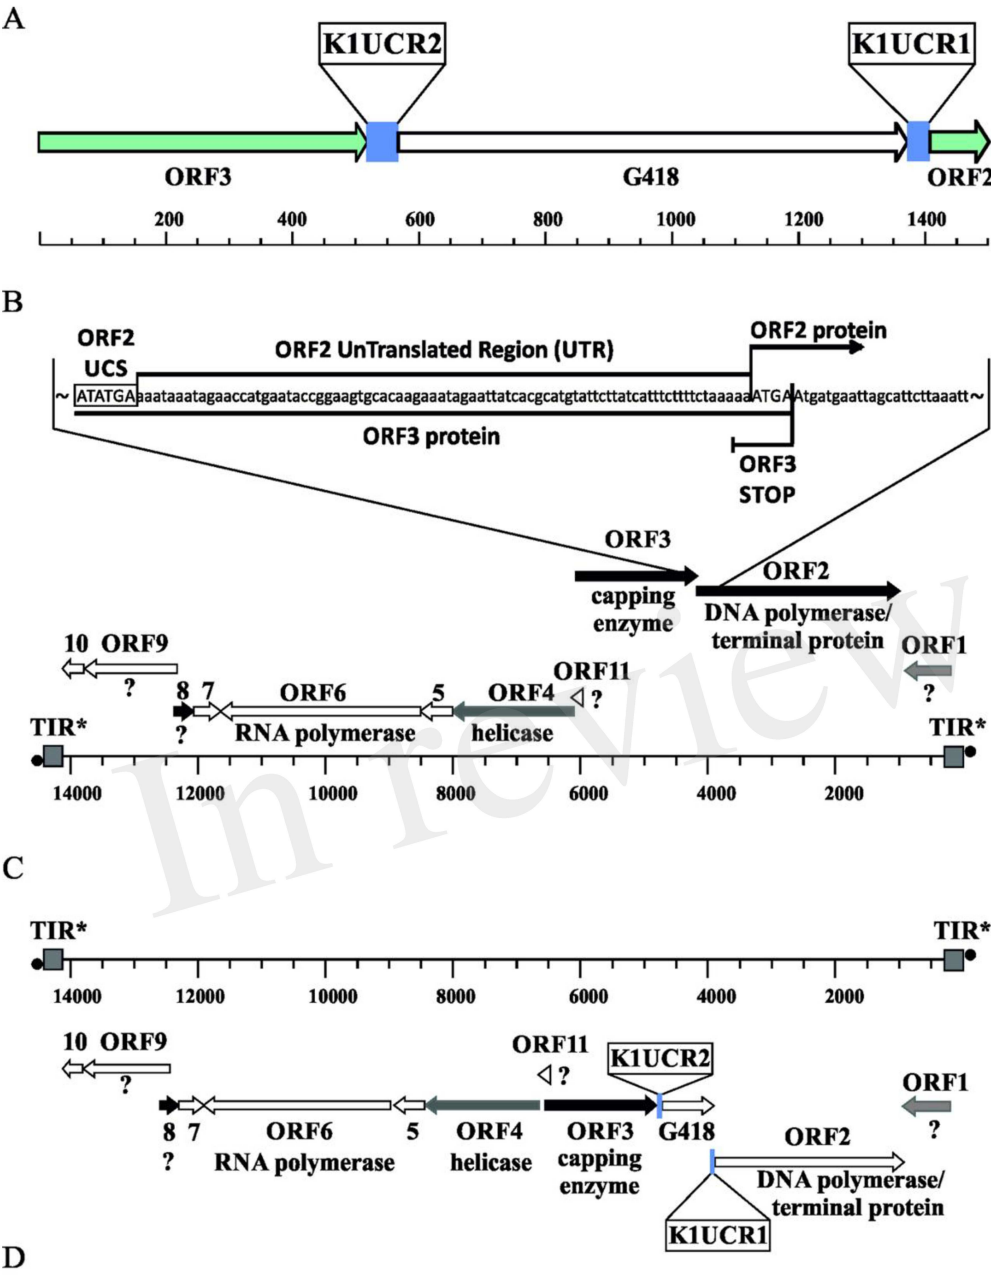 A
K1UCR2 K1UCR1
ORF3 G418 ORF2
200 400 600 800 1000 1200 1400
B
ORF2 UCS
ORF2 UnTranslated Region (UTR)
ORF2 protein
~ ATATGAaaataaatagaaccatgaataccggaagtgcacaagaaatagaattatcacgcatgtattcttatcatttcttttctaaaaaATGAAtgatgaattagcattcttaaatt~
ORF3 protein
ORF3 STOP
ORF3
capping enzyme
ORF2
DNA polymerase/
terminal protein
10 ORF9
?
8 7 ORF6 5 ORF4 ORF11 ?
? RNA polymerase helicase
ORF1
?
TIR* TIR*
14000 12000 10000 8000 6000 4000 2000
In review
C
TIR* TIR*
14000 12000 10000 8000 6000 4000 2000
10 ORF9
?
ORF11
?
K1UCR2
ORF1
?
8 7 ORF6 5 ORF4 ORF3 G418
? RNA polymerase helicase capping
enzyme
ORF2
DNA polymerase/
terminal protein
K1UCR1
D